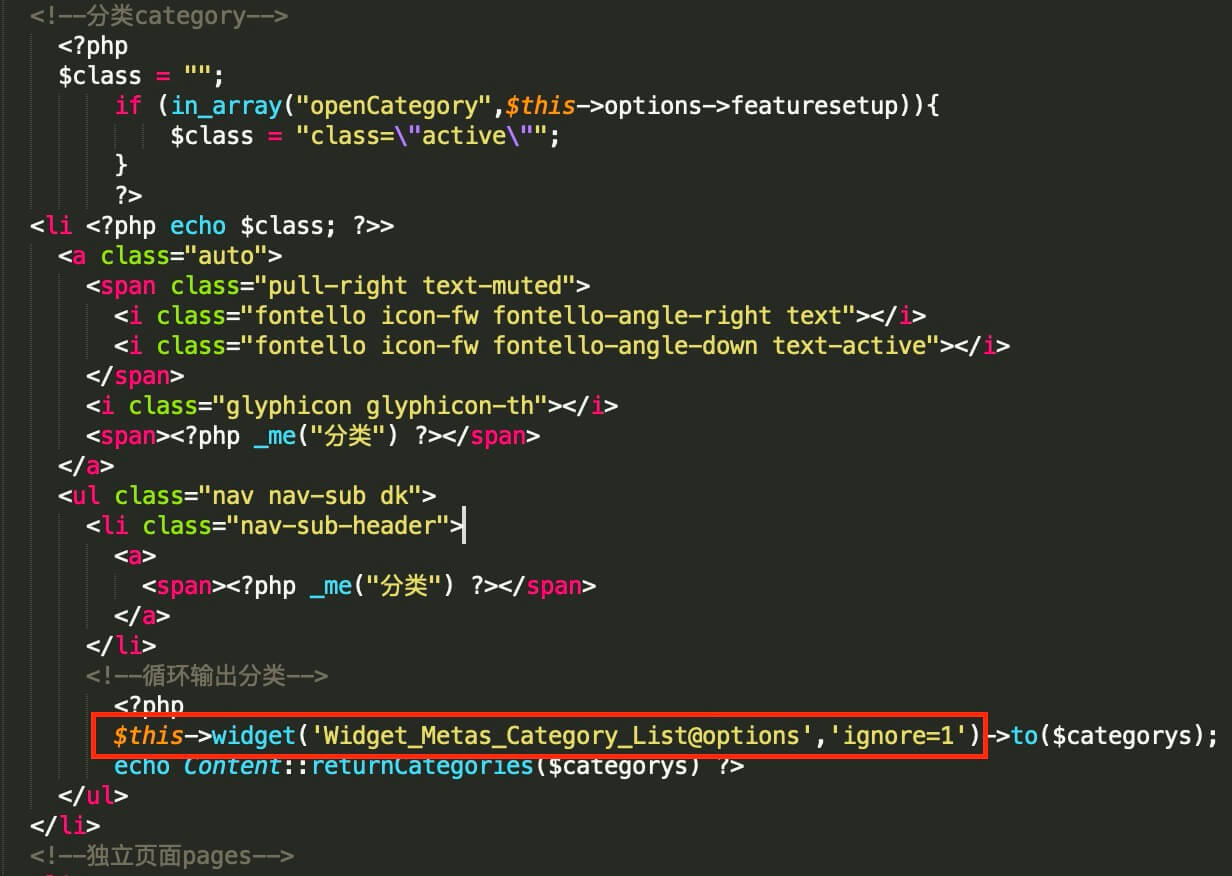 <!--分类category-->
<?php
$class = "";
if (in_array("openCategory",$this->options->featuresetup)){
$class = "class=\"active\"";
}
?>
<li <?php echo $class; ?>>
<a class="auto">
<span class="pull-right text-muted">
<i class="fontello icon-fw fontello-angle-right text"></i>
<i class="fontello icon-fw fontello-angle-down text-active"></i>
</span>
<i class="glyphicon glyphicon-th"></i>
<span><?php _me("分类") ?></span>
</a>
<ul class="nav nav-sub dk">
<li class="nav-sub-header">
<a>
<span><?php _me("分类") ?></span>
</a>
</li>
<!--循环输出分类-->
<?php
$this->widget('Widget_Metas_Category_List@options','ignore=1')->to($categorys);
echo Content::returnCategories($categorys) ?>
</ul>
</li>
<!--独立页面pages-->